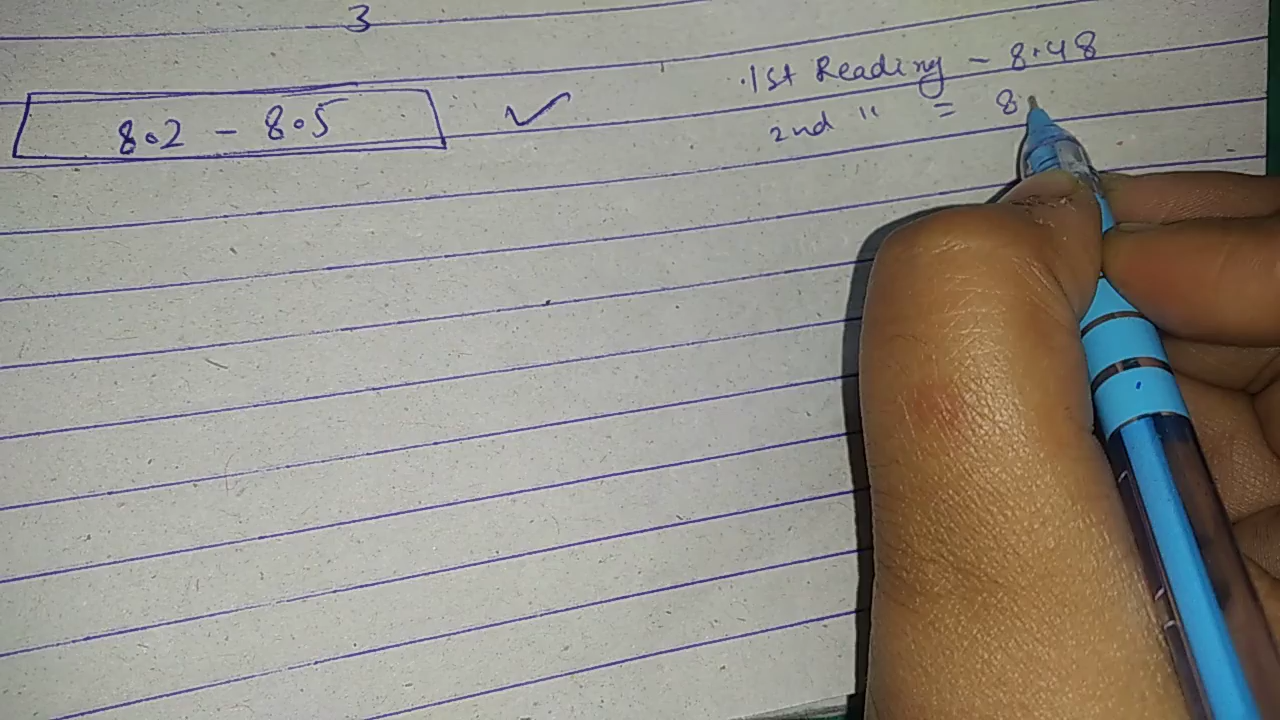 3
8.2 - 8.5 ✓
1st Reading - 8.48
2nd " = 8.